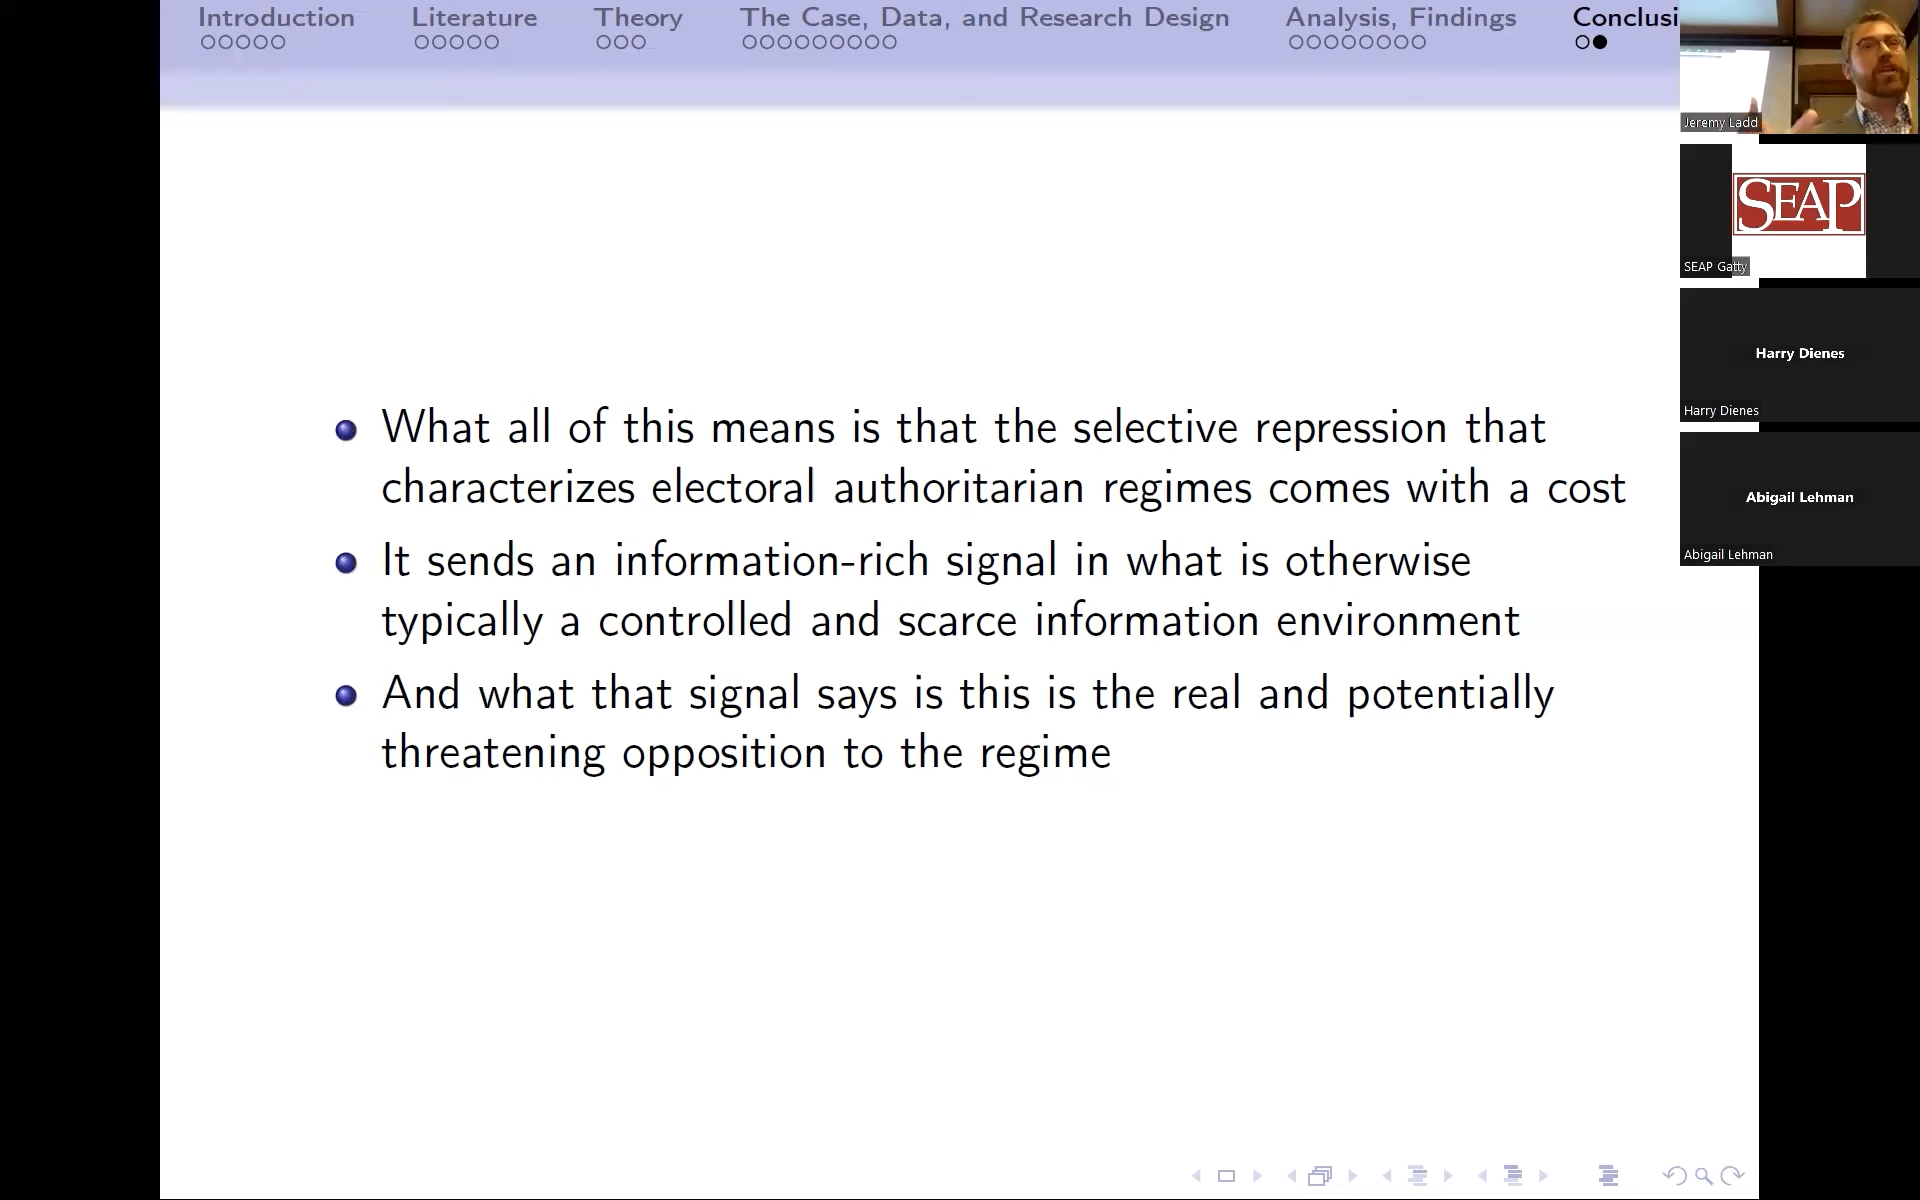 Introduction
Literature
Theory
The Case, Data, and Research Design
Analysis, Findings
Conclusi
What all of this means is that the selective repression that
characterizes electoral authoritarian regimes comes with a cost
It sends an information-rich signal in what is otherwise
typically a controlled and scarce information environment
And what that signal says is this is the real and potentially
threatening opposition to the regime
Jeremy Ladd
SEAP
SEAP Gatty
Harry Dienes
Harry Dienes
Abigail Lehman
Abigail Lehman